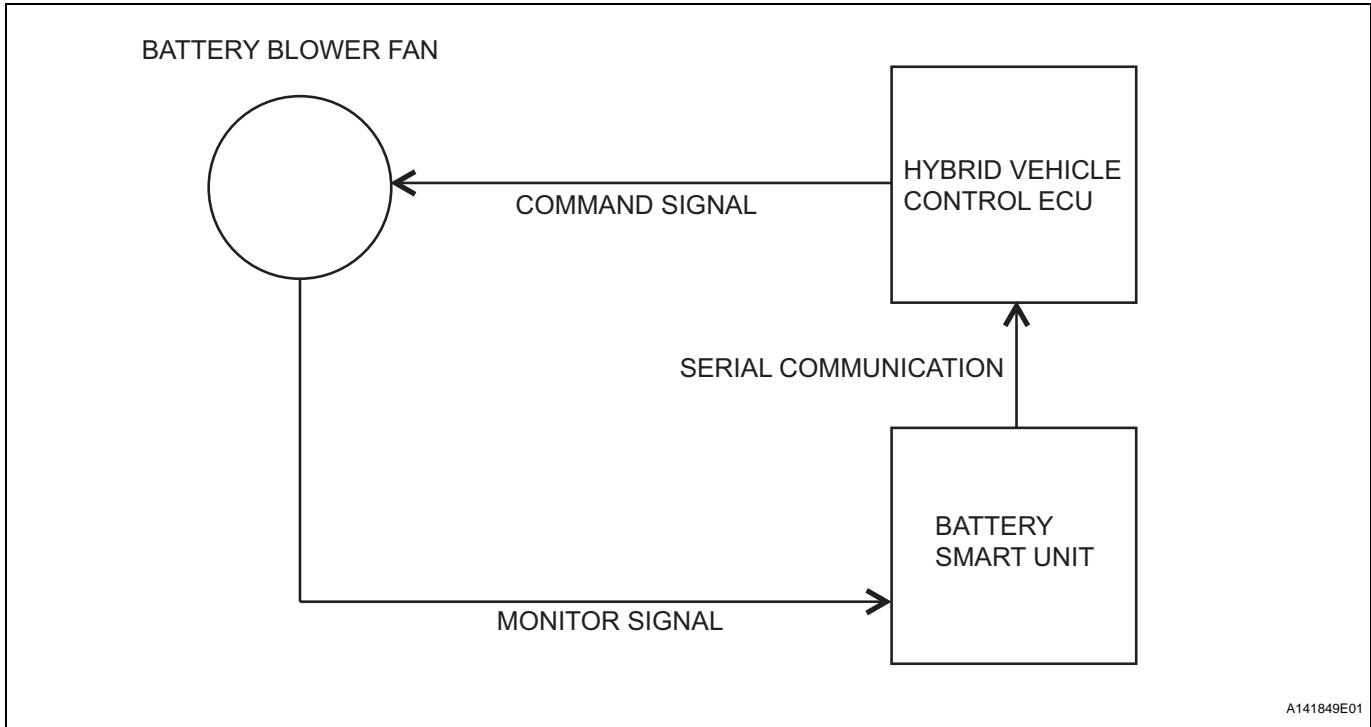 BATTERY BLOWER FAN
HYBRID VEHICLE
CONTROL ECU
COMMAND SIGNAL
SERIAL COMMUNICATION
BATTERY
SMART UNIT
MONITOR SIGNAL
A141849E01